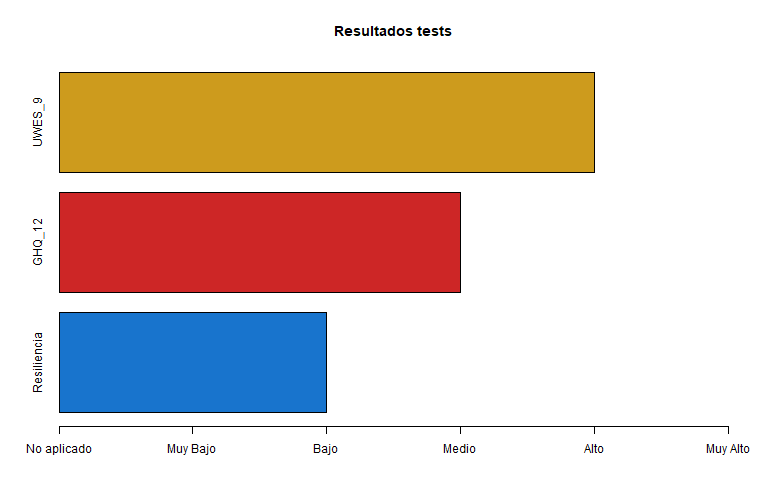 Resultados tests
UWES_9
GHQ_12
Resiliencia
No aplicado
Muy Bajo
Bajo
Medio
Alto
Muy Alto